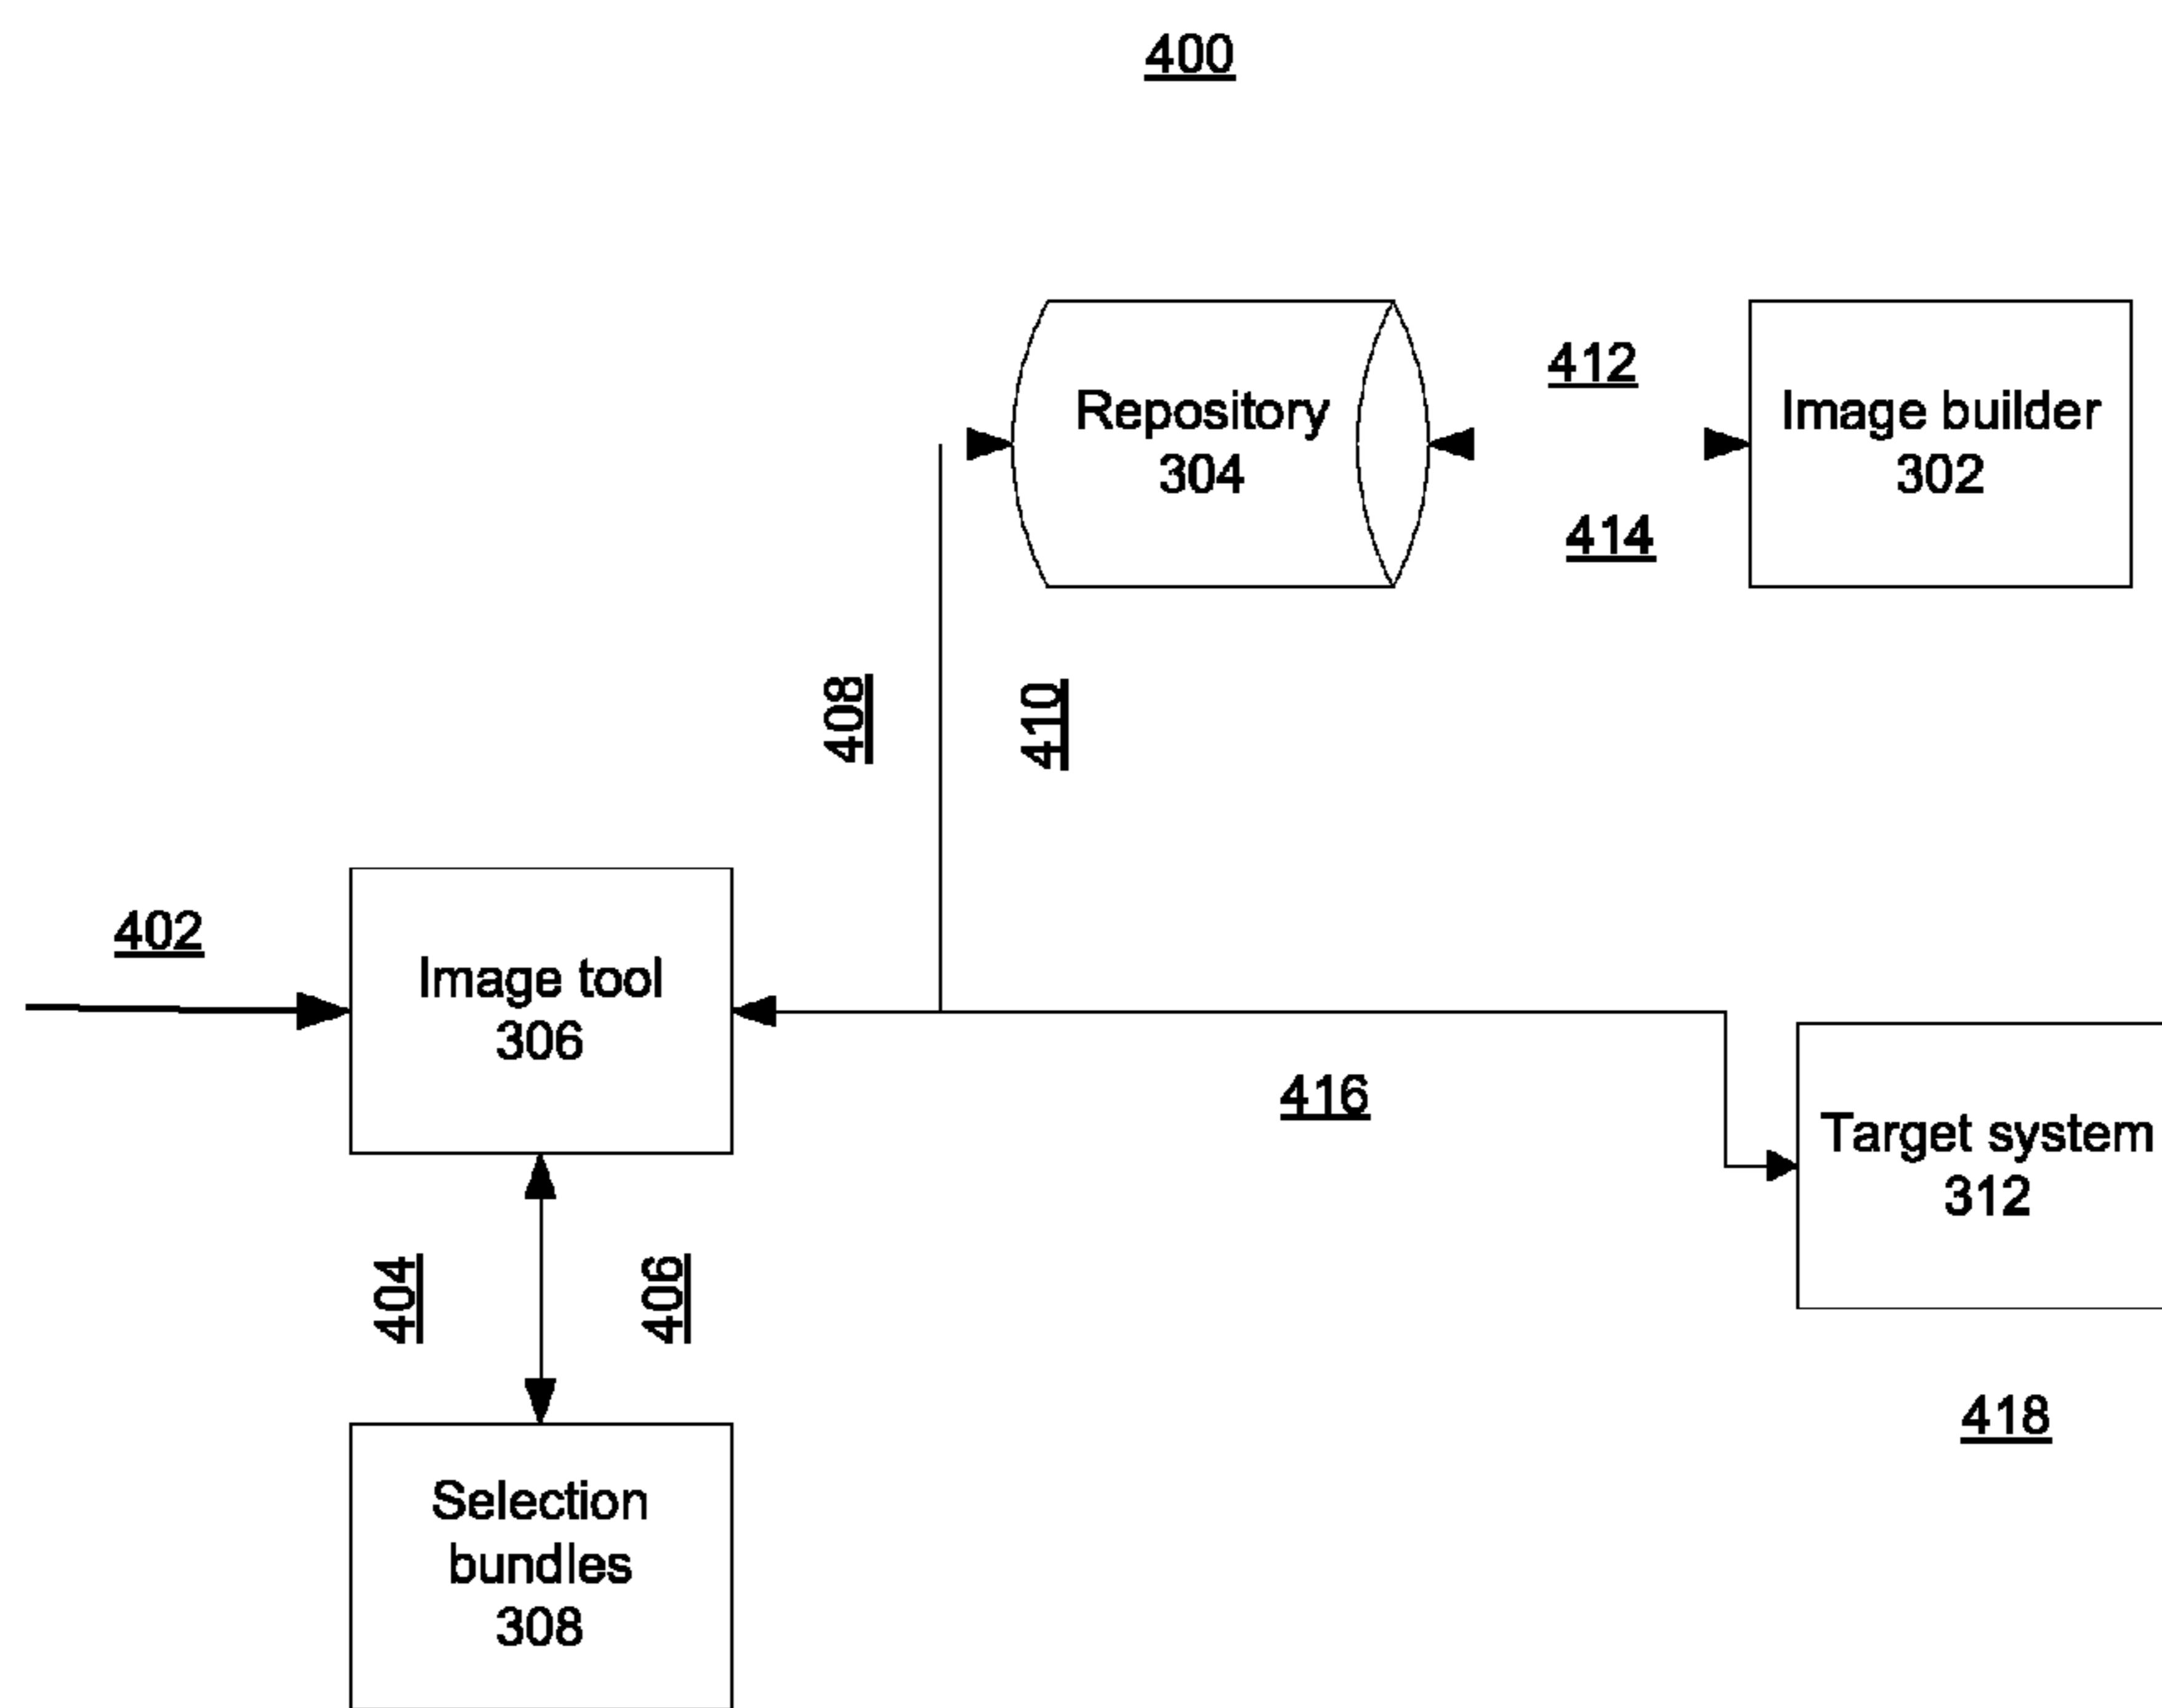 400
Repository
304
412
414
Image builder
302
408
410
402
Image tool
306
416
Target system
312
404
406
418
Selection
bundles
308